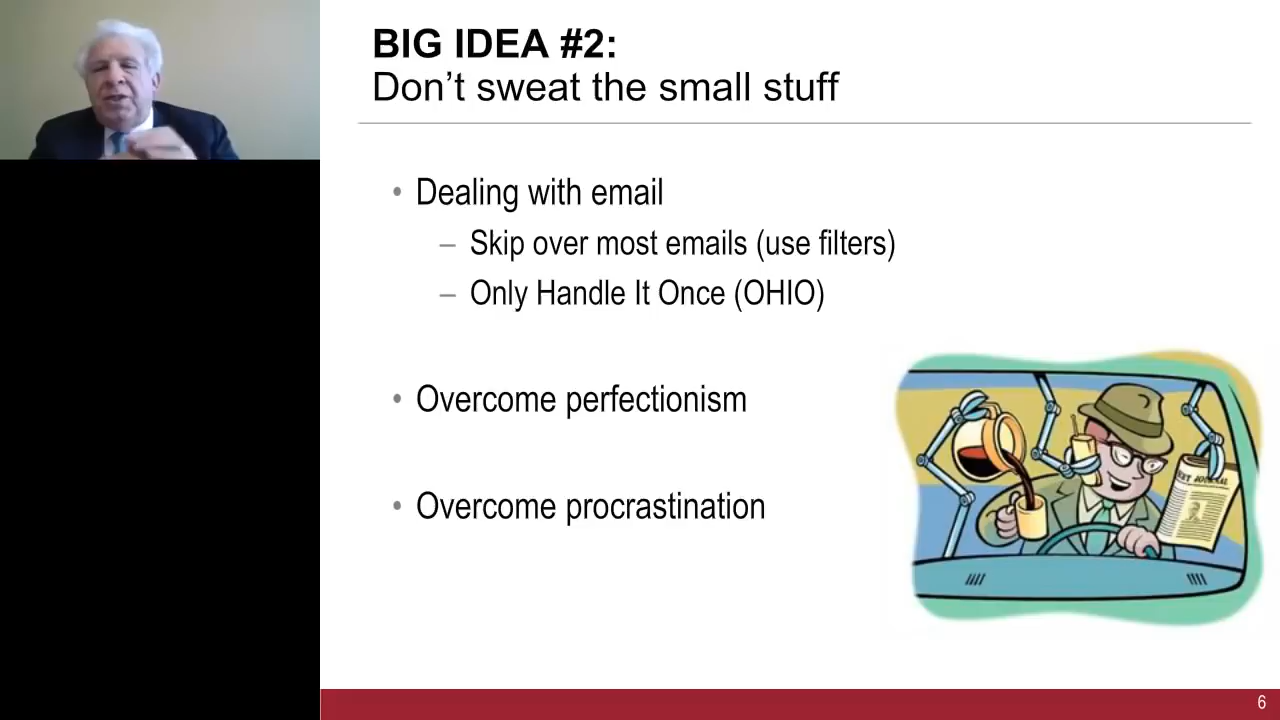 BIG IDEA #2:
Don't sweat the small stuff
• Dealing with email
– Skip over most emails (use filters)
– Only Handle It Once (OHIO)
• Overcome perfectionism
• Overcome procrastination
6